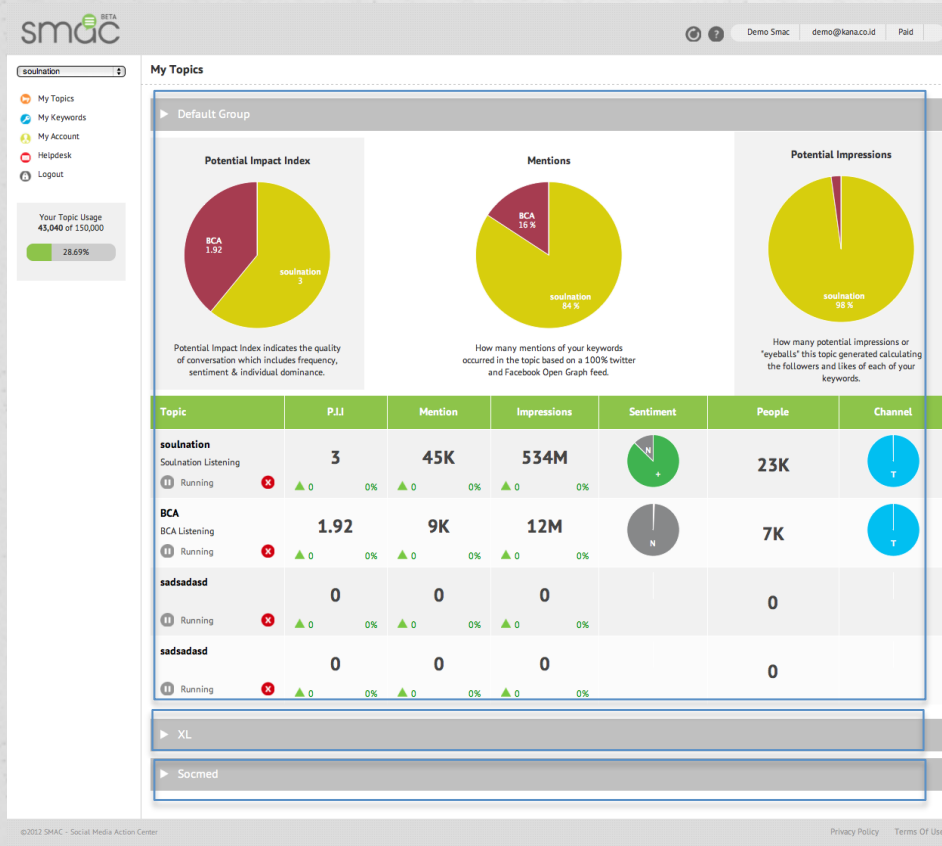 smac BETA
? Demo Smac demo@kana.co.id Paid
soulnation
My Topics
My Keywords
My Account
Helpdesk
Logout
Your Topic Usage
43,040 of 150,000
28.69%
My Topics
Default Group
Potential Impact Index
BCA
1.92
soulnation
3
Potential Impact Index indicates the quality
of conversation which includes frequency,
sentiment & individual dominance.
Mentions
BCA
16 %
soulnation
84 %
How many mentions of your keywords
occurred in the topic based on a 100% twitter
and Facebook Open Graph feed.
Potential Impressions
soulnation
98 %
How many potential impressions or
"eyeballs" this topic generated calculating
the followers and likes of each of your
keywords.
Topic P.I.I Mention Impressions Sentiment People Channel
soulnation
Soulnation Listening
Running
3 45K 534M N + 23K T
0 0% 0 0% 0 0%
BCA
BCA Listening
Running
1.92 9K 12M N 7K T
0 0% 0 0% 0 0%
sadsadasd
Running
0 0 0 0
0 0% 0 0% 0 0%
sadsadasd
Running
0 0 0 0
0 0% 0 0% 0 0%
XL
Socmed
©2012 SMAC - Social Media Action Center
Privacy Policy Terms Of Use